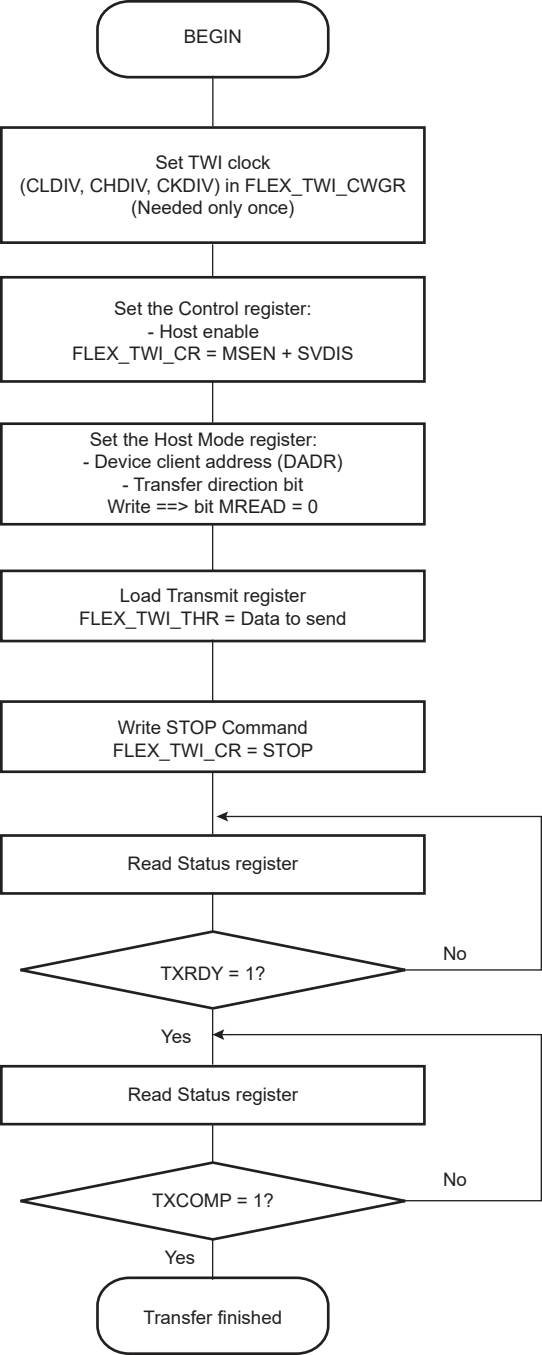 BEGIN
Set TWI clock
(CLDIV, CHDIV, CKDIV) in FLEX_TWI_CWGR
(Needed only once)
Set the Control register:
- Host enable
FLEX_TWI_CR = MSEN + SVDIS
Set the Host Mode register:
- Device client address (DADR)
- Transfer direction bit
Write ==> bit MREAD = 0
Load Transmit register
FLEX_TWI_THR = Data to send
Write STOP Command
FLEX_TWI_CR = STOP
Read Status register
No
TXRDY = 1?
Yes
Read Status register
No
TXCOMP = 1?
Yes
Transfer finished